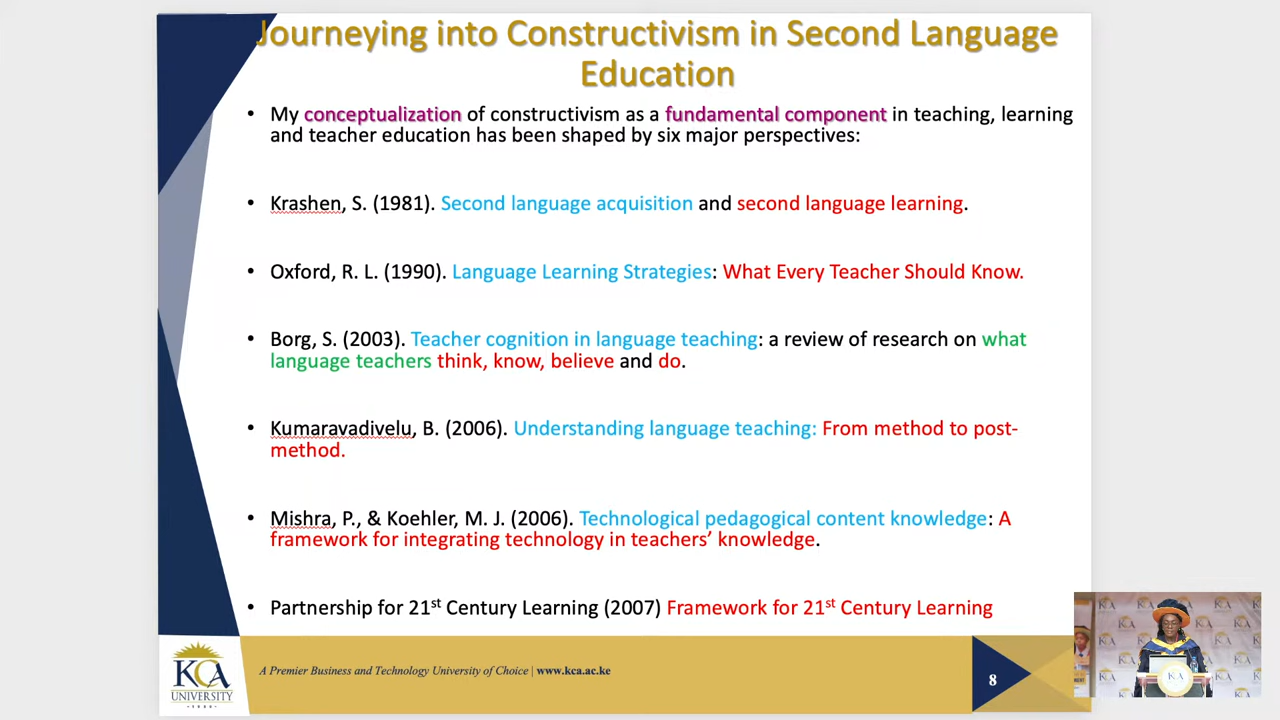 Journeying into Constructivism in Second Language
Education
• My conceptualization of constructivism as a fundamental component in teaching, learning
and teacher education has been shaped by six major perspectives:
• Krashen, S. (1981). Second language acquisition and second language learning.
• Oxford, R. L. (1990). Language Learning Strategies: What Every Teacher Should Know.
• Borg, S. (2003). Teacher cognition in language teaching: a review of research on what
language teachers think, know, believe and do.
• Kumaravadivelu, B. (2006). Understanding language teaching: From method to post-
method.
• Mishra, P., & Koehler, M. J. (2006). Technological pedagogical content knowledge: A
framework for integrating technology in teachers’ knowledge.
• Partnership for 21st Century Learning (2007) Framework for 21st Century Learning
KCA
UNIVERSITY
A Premier Business and Technology University of Choice | www.kca.ac.ke
8
KCA